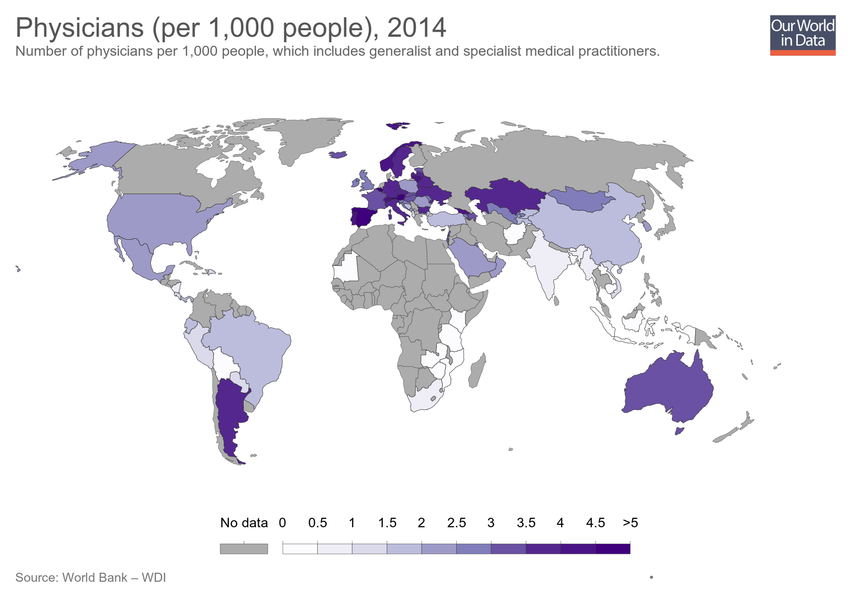 Physicians (per 1,000 people), 2014
Number of physicians per 1,000 people, which includes generalist and specialist medical practitioners.
Our World
in Data
No data 0 0.5 1 1.5 2 2.5 3 3.5 4 4.5 >5
Source: World Bank – WDI